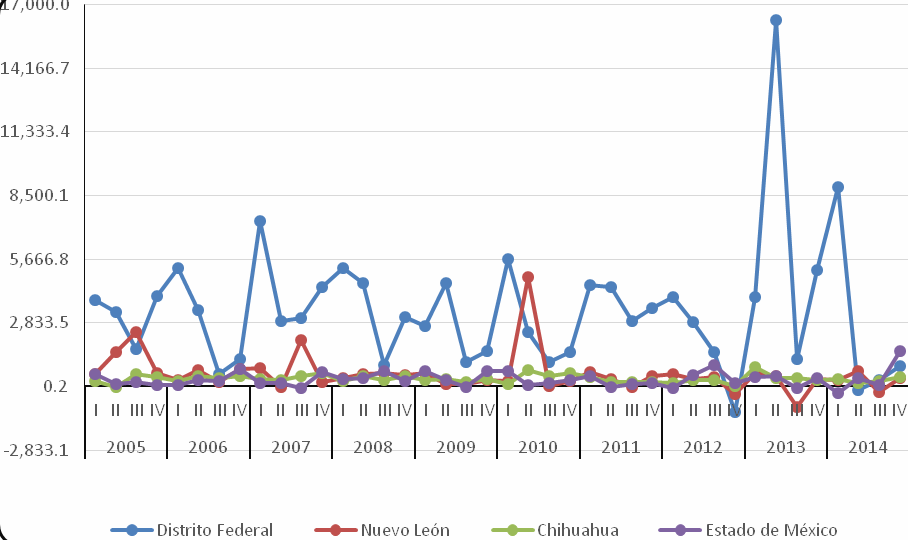 17,000.0
14,166.7
11,333.4
8,500.1
5,666.8
2,833.5
0.2
-2,833.1
I II III IV I II III IV I II III IV I II III IV I II III IV I II III IV I II III IV I II III IV I II III IV I II III IV
2005 2006 2007 2008 2009 2010 2011 2012 2013 2014
Distrito Federal Nuevo León Chihuahua Estado de México